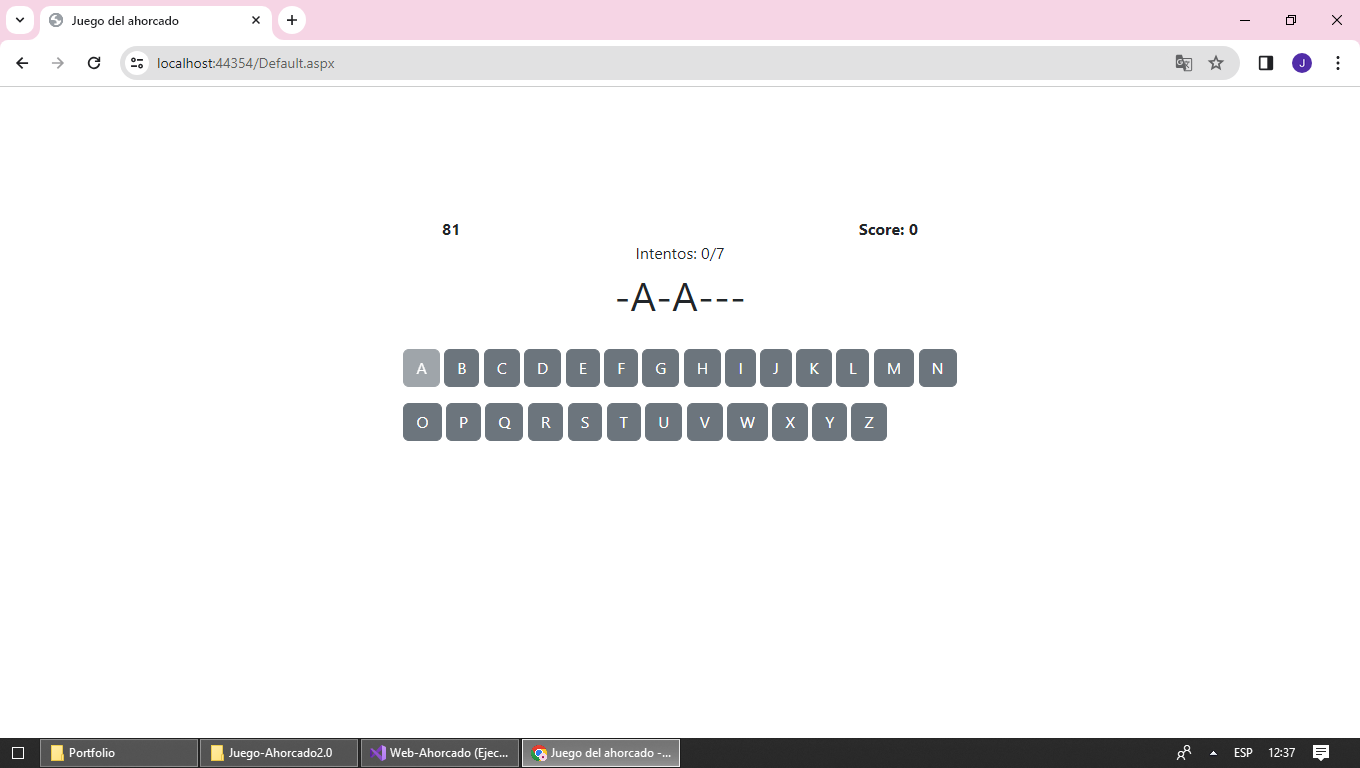 Juego del ahorcado
localhost:44354/Default.aspx
J
81 Score: 0
Intentos: 0/7
-A-A---
A B C D E F G H I J K L M N
O P Q R S T U V W X Y Z
Portfolio Juego-Ahorcado2.0 Web-Ahorcado (Ejec... Juego del ahorcado -... ESP 12:37